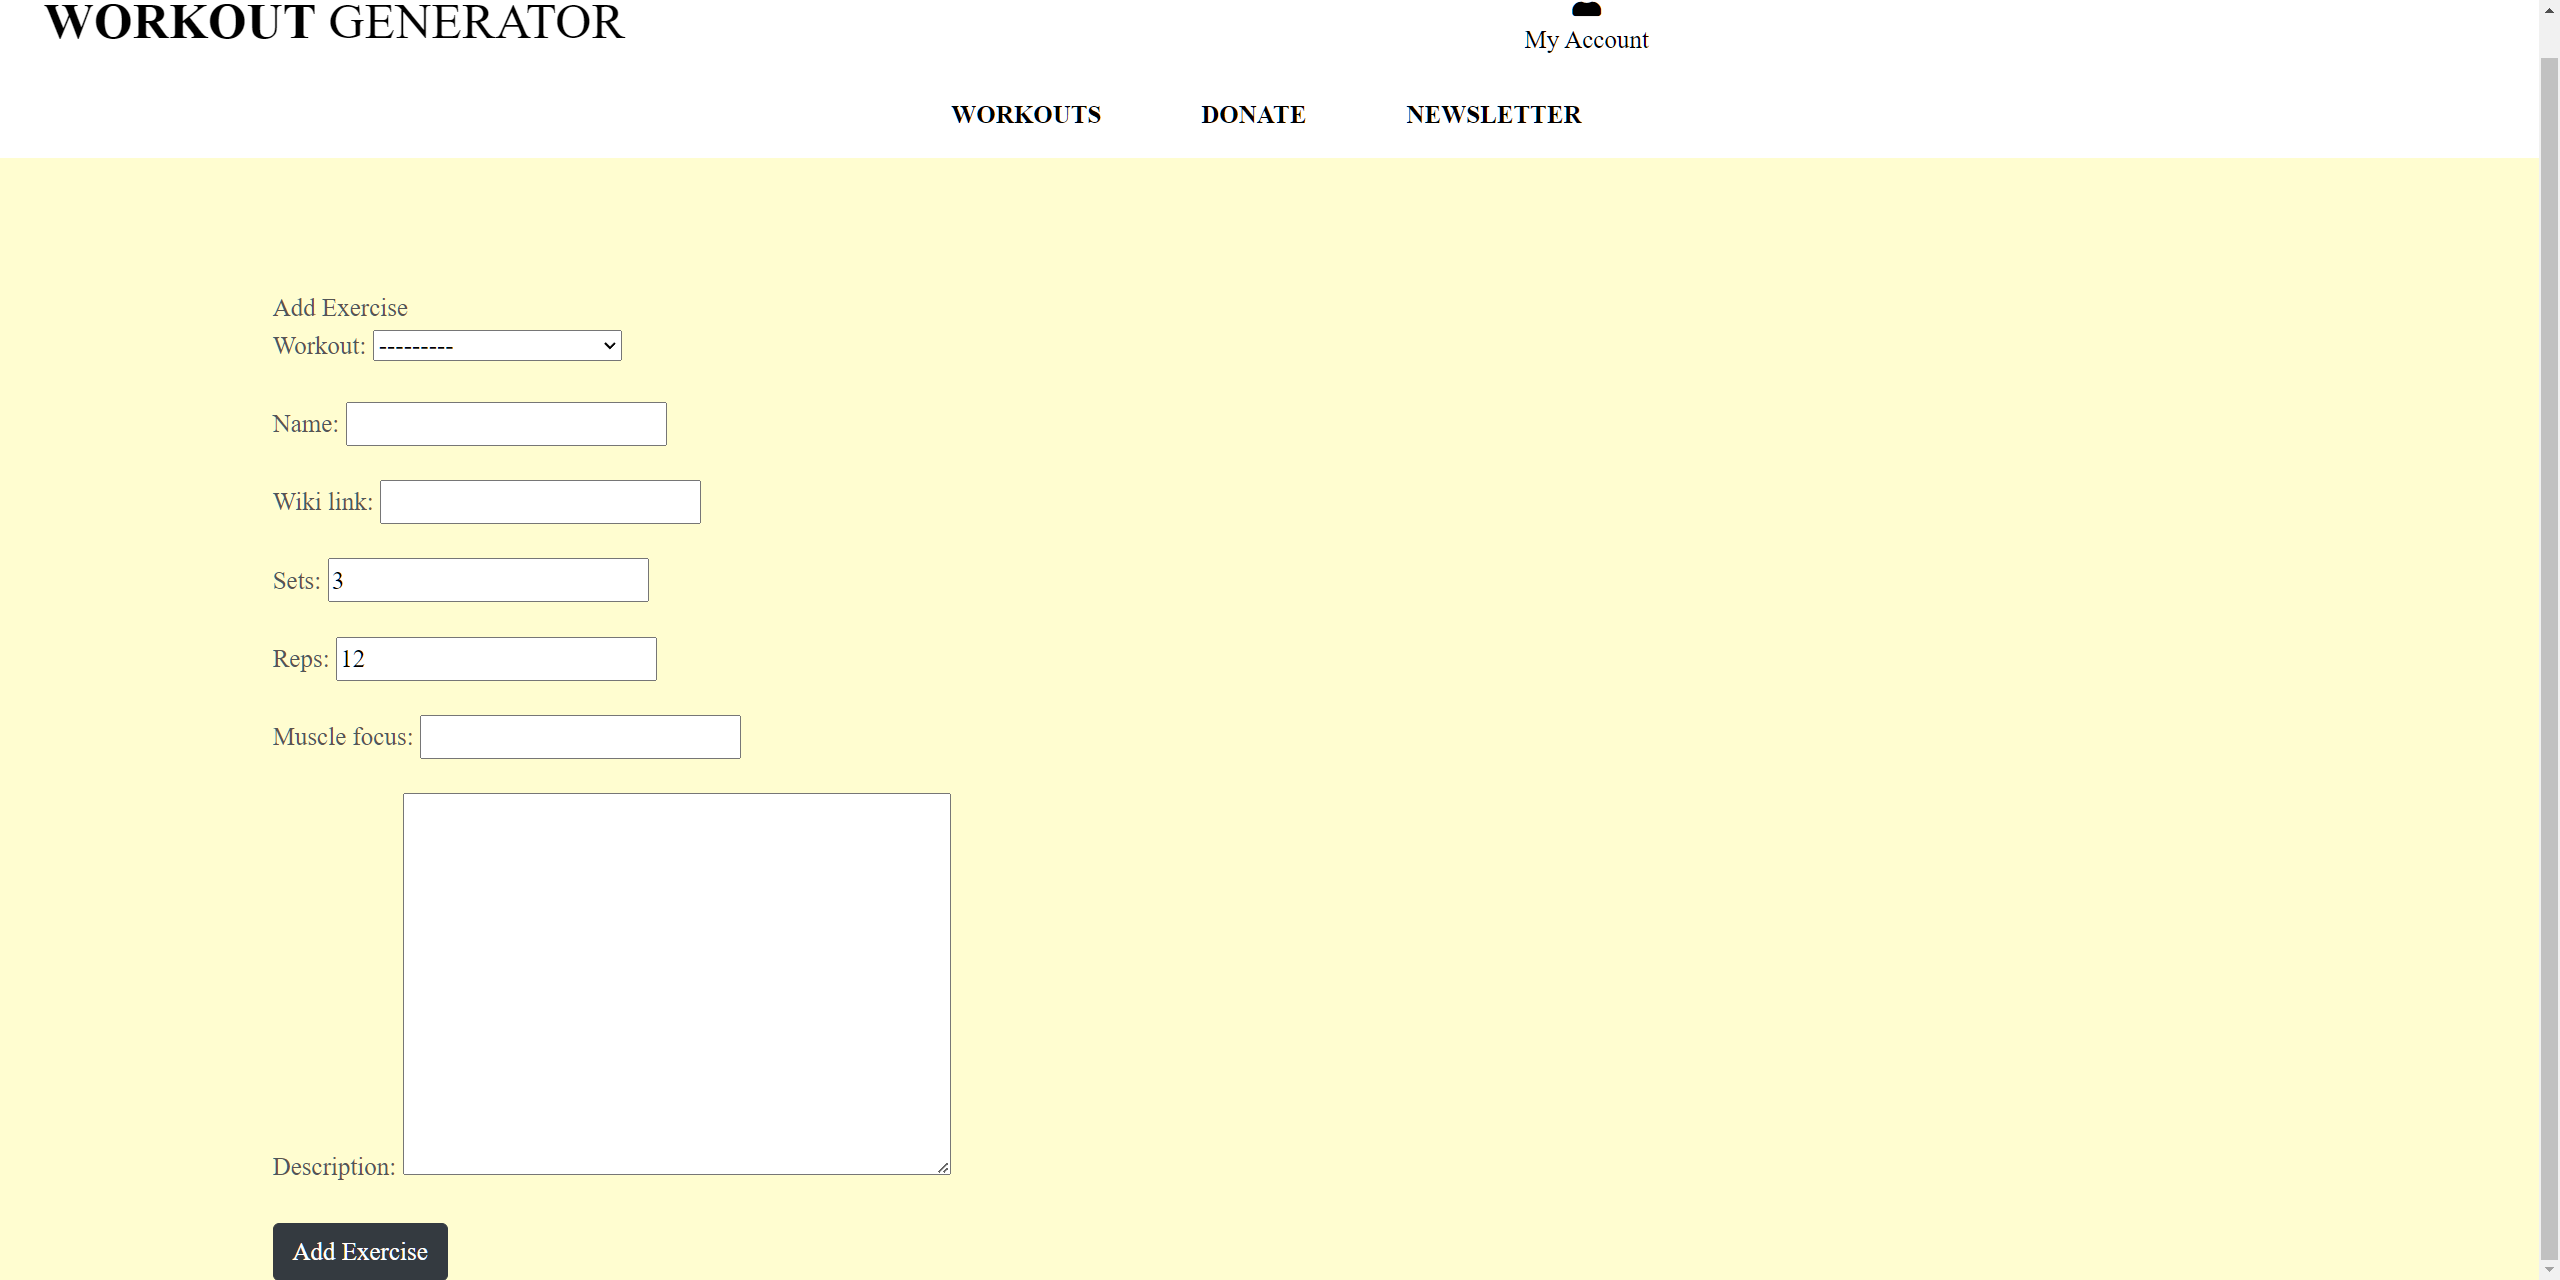 WORKOUT GENERATOR
My Account
WORKOUTS DONATE NEWSLETTER
Add Exercise
Workout: ---------
Name:
Wiki link:
Sets: 3
Reps: 12
Muscle focus:
Description:
Add Exercise